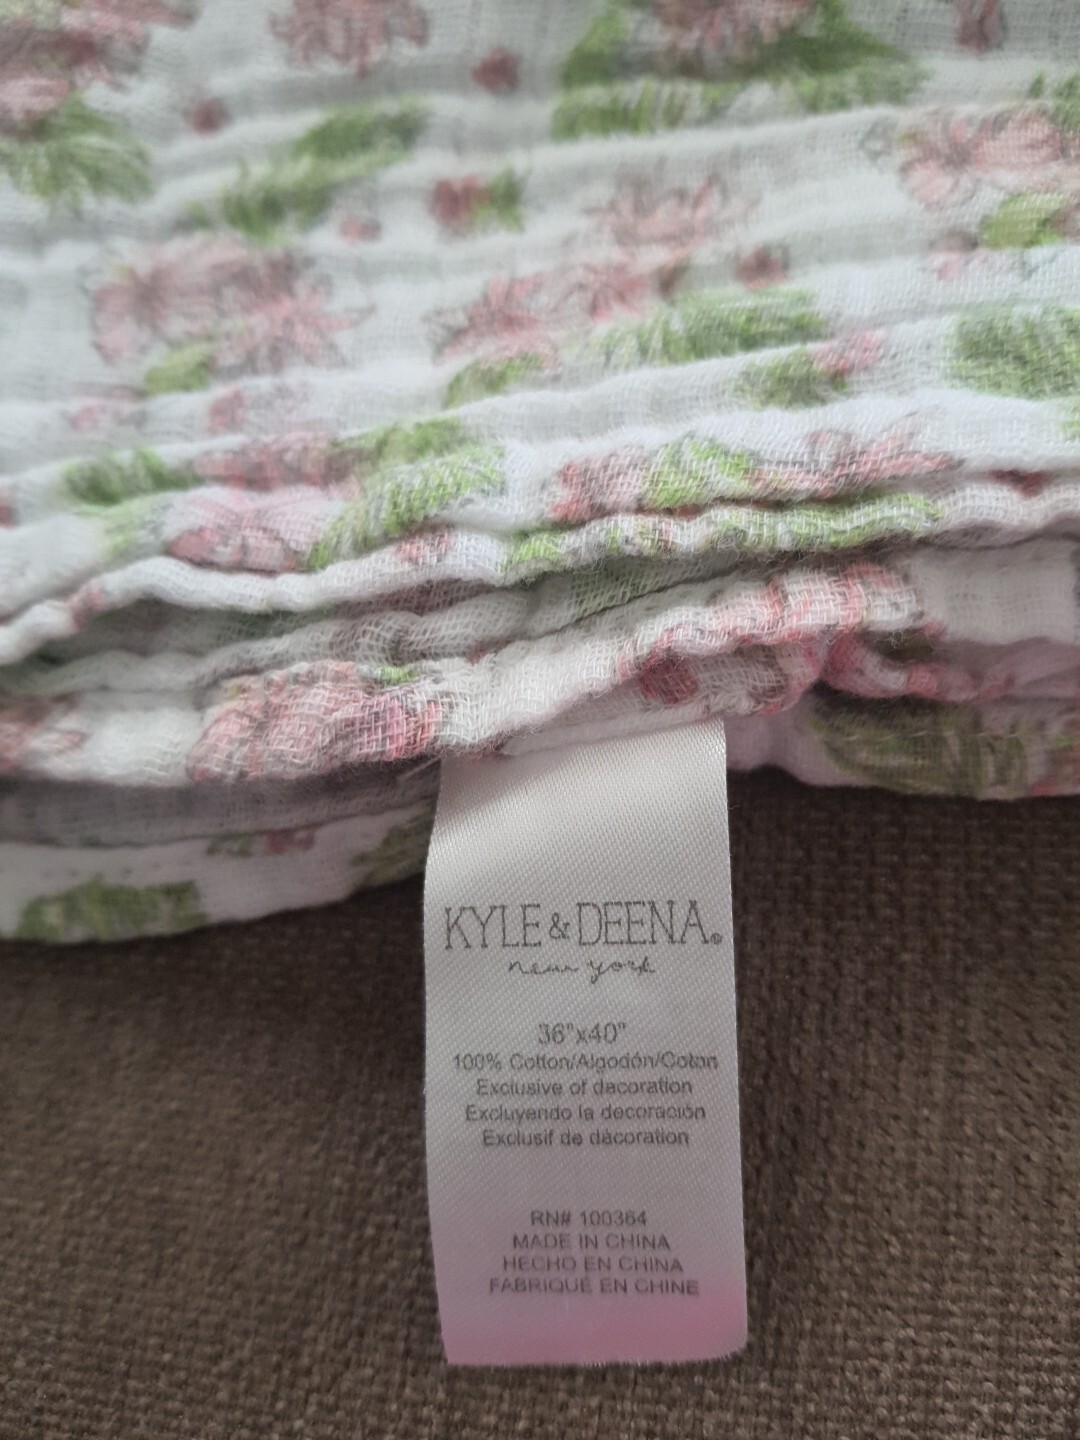 KYLE & DEENA®
new york
36"x40"
100% Cotton/Algodón/Coton
Exclusive of decoration
Excluyendo la decoración
Exclusif de dècoration
RN# 100364
MADE IN CHINA
HECHO EN CHINA
FABRIQUÉ EN CHINE